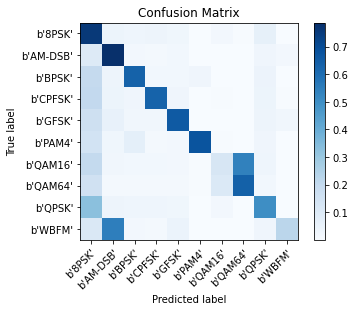 Confusion Matrix
True label
b'8PSK'
b'AM-DSB'
b'BPSK'
b'CPFSK'
b'GFSK'
b'PAM4'
b'QAM16'
b'QAM64'
b'QPSK'
b'WBFM'
b'8PSK'
b'AM-DSB'
b'BPSK'
b'CPFSK'
b'GFSK'
b'PAM4'
b'QAM16'
b'QAM64'
b'QPSK'
b'WBFM'
Predicted label
0.7
0.6
0.5
0.4
0.3
0.2
0.1